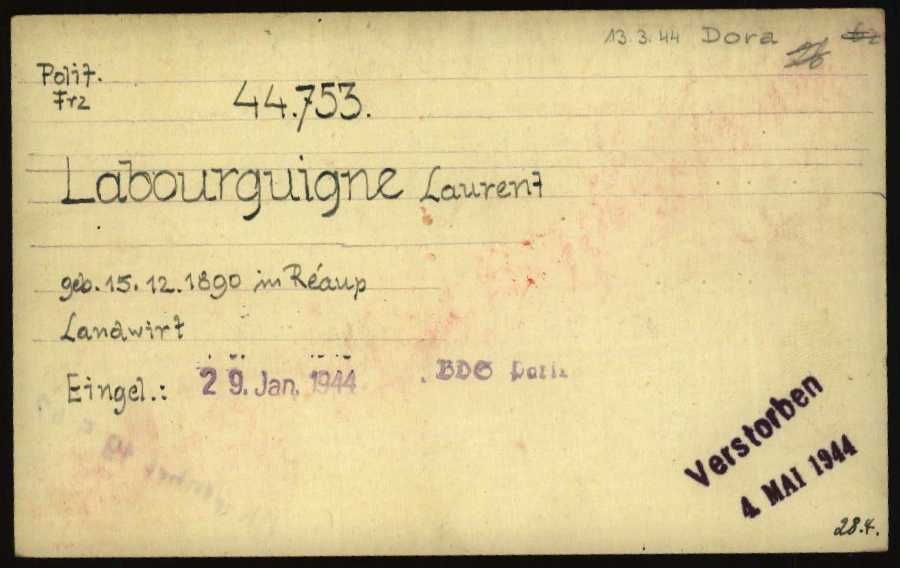 13.3.44 Dora
Polit.
Frz
44.753.
Labourguigne Laurent
geb. 15.12.1890 in Réaup
Landwirt
Eingel.: 29. Jan. 1944 BDS Paris
Verstorben
4. MAI 1944
28.4.